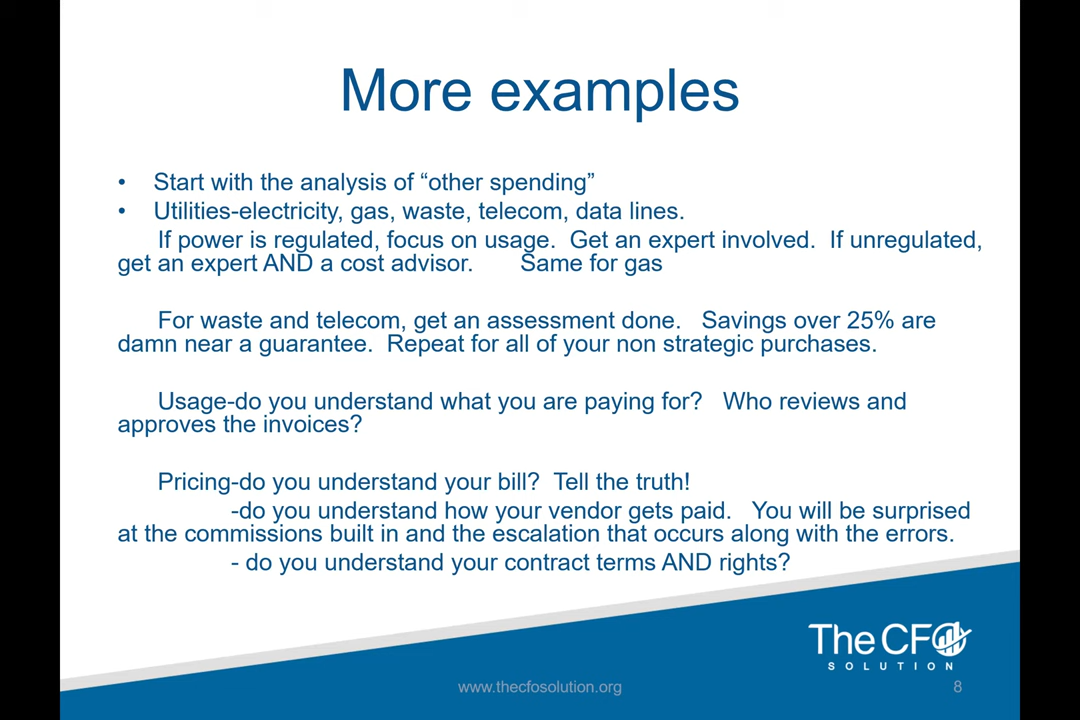 More examples
• Start with the analysis of “other spending”
• Utilities-electricity, gas, waste, telecom, data lines.
If power is regulated, focus on usage.  Get an expert involved.  If unregulated,
get an expert AND a cost advisor.      Same for gas
For waste and telecom, get an assessment done.   Savings over 25% are
damn near a guarantee.  Repeat for all of your non strategic purchases.
Usage-do you understand what you are paying for?   Who reviews and
approves the invoices?
Pricing-do you understand your bill?  Tell the truth!
-do you understand how your vendor gets paid.   You will be surprised
at the commissions built in and the escalation that occurs along with the errors.
- do you understand your contract terms AND rights?
The CFO
SOLUTION
www.thecfosolution.org
8